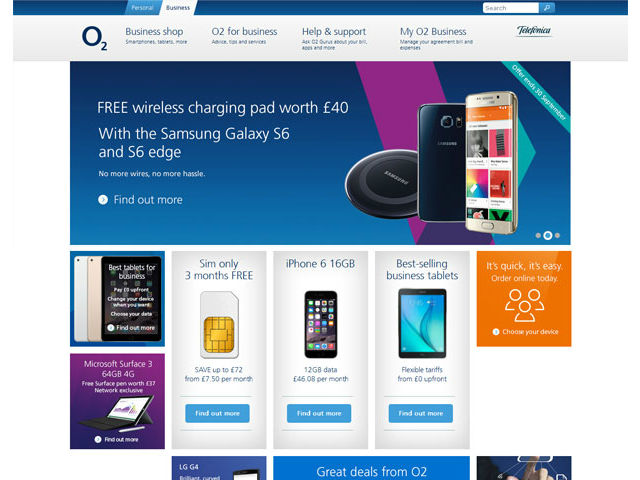 Personal
Business
Search
O2
Business shop
Smartphones, tablets, more
O2 for business
Advice, tips and services
Help & support
Ask O2 Gurus about your bill,
apps and more
My O2 Business
Manage your agreement bill and
expenses
Telefónica
Offer ends 30 September
FREE wireless charging pad worth £40
With the Samsung Galaxy S6
and S6 edge
No more wires, no more hassle.
Find out more
SAMSUNG
SAMSUNG
Best tablets for
business
Pay £0 upfront
Change your device
when you want
Choose your data
Find out more
Sim only
3 months FREE
SAVE up to £72
from £7.50 per month
Find out more
iPhone 6 16GB
12GB data
£46.08 per month
Find out more
Best-selling
business tablets
Flexible tariffs
from £0 upfront
Find out more
It's quick, it's easy.
Order online today.
Choose your device
Microsoft Surface 3
64GB 4G
Free Surface pen worth £37
Network exclusive
Find out more
LG G4
Brilliant, curved
Great deals from O2